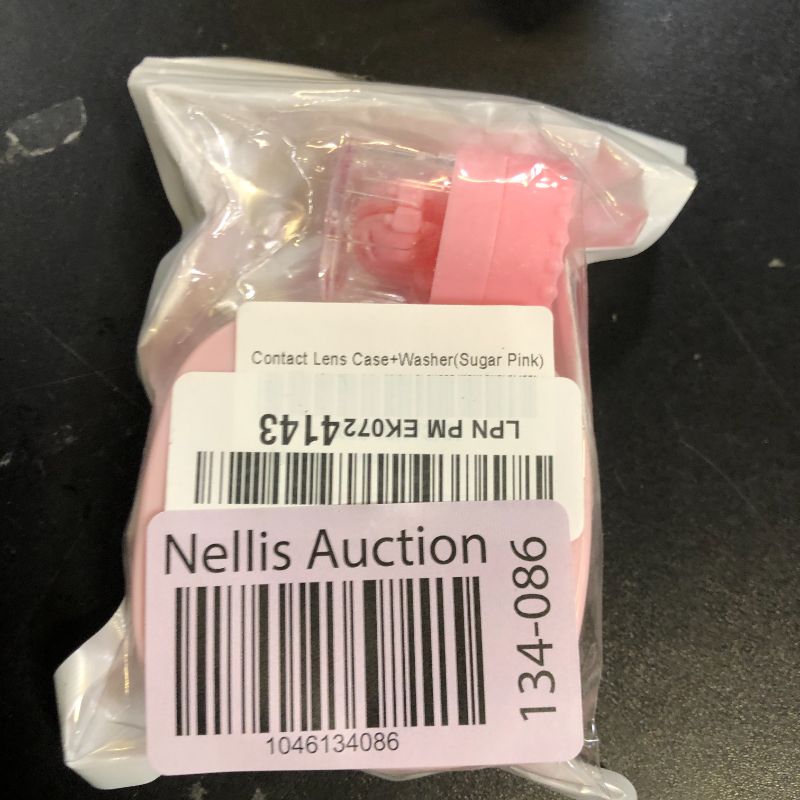 Contact Lens Case+Washer(Sugar Pink)
LPN PM EK0724143
Nellis Auction
134-086
1046134086